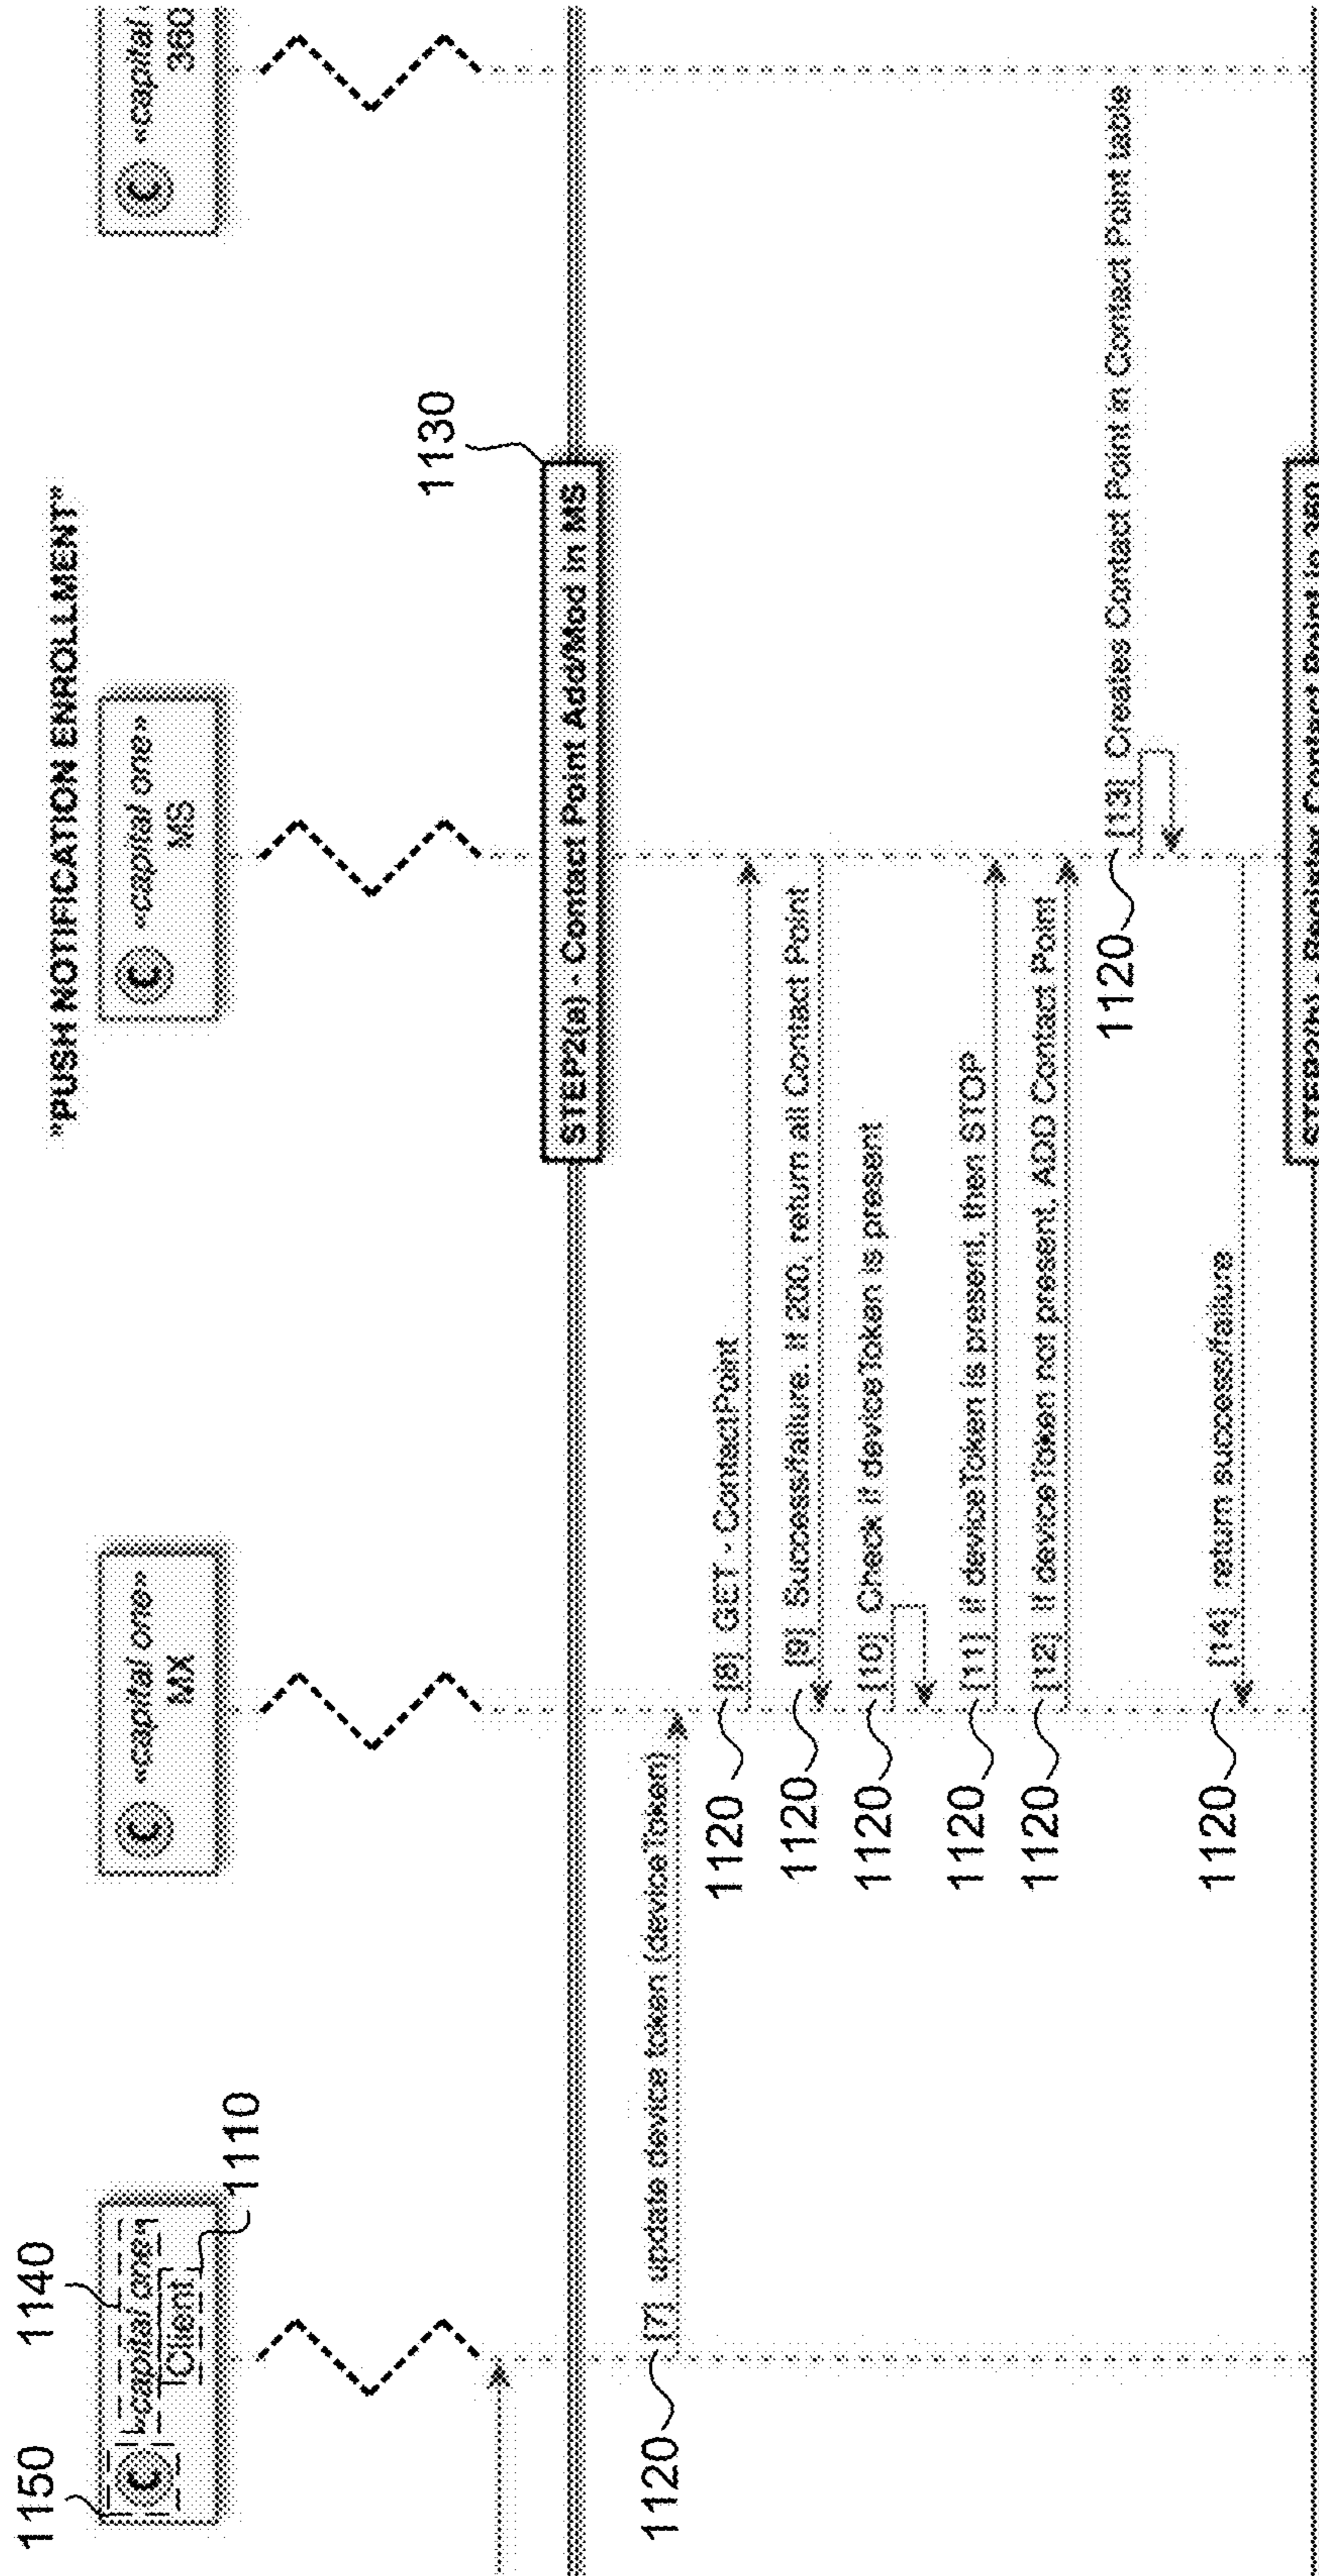 "PUSH NOTIFICATION ENROLLMENT"
1150
1140
C «capital one»
Client
1110
C «capital one»
MX
C «capital one»
MS
C «capital
360
1130
STEP2(a) - Contact Point Add/Mod in MS
1120
[7] update device token (deviceToken)
1120
[8] GET - ContactPoint
1120
[9] Success/failure. If 200, return all Contact Point
1120
[10] Check if deviceToken is present
1120
[11] If deviceToken is present, then STOP
1120
[12] If deviceToken not present, ADD Contact Point
1120
[13] Creates Contact Point in Contact Point table
1120
[14] return success/failure
Contact Point in 360